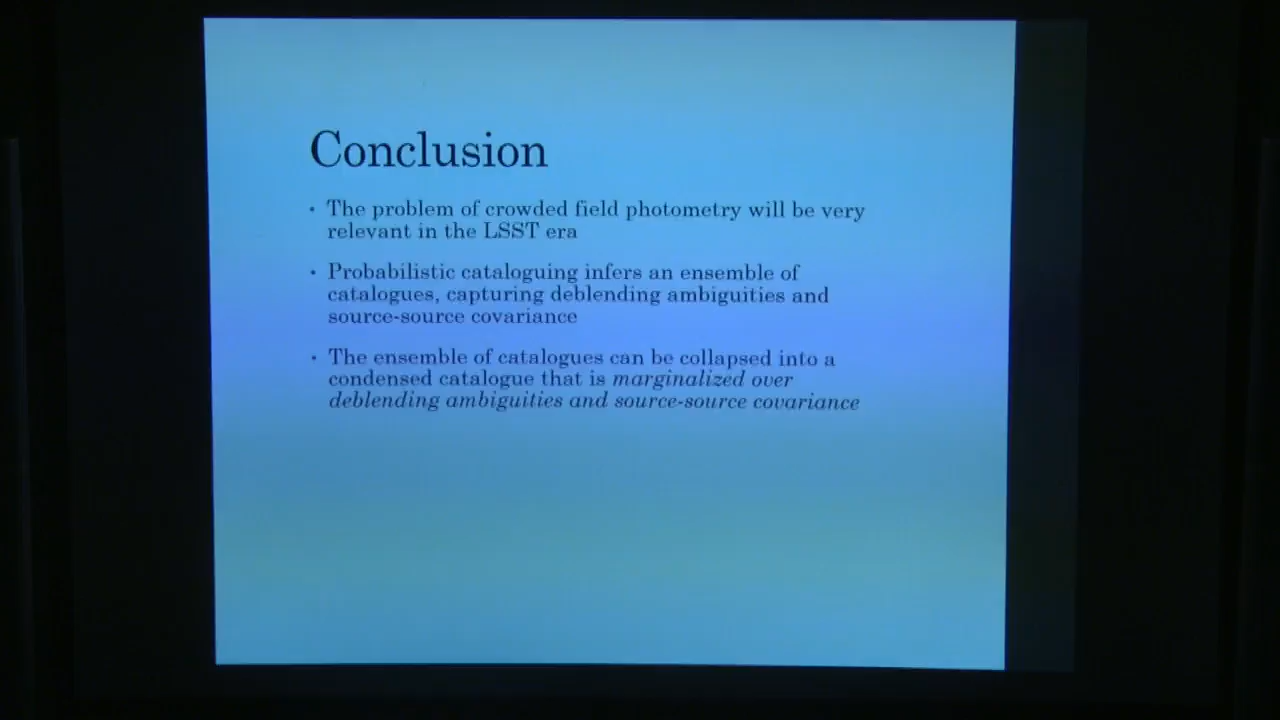 Conclusion
• The problem of crowded field photometry will be very
relevant in the LSST era
• Probabilistic cataloguing infers an ensemble of
catalogues, capturing deblending ambiguities and
source-source covariance
• The ensemble of catalogues can be collapsed into a
condensed catalogue that is marginalized over
deblending ambiguities and source-source covariance